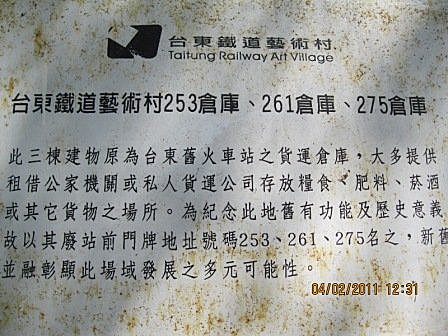 台東鐵道藝術村
Taitung Railway Art Village
台東鐵道藝術村253倉庫、261倉庫、275倉庫
此三棟建物原為台東舊火車站之貨運倉庫，大多提供
租借公家機關或私人貨運公司存放糧食、肥料、菸酒
或其它貨物之場所。為紀念此地舊有功能及歷史意義
故以其廢站前門牌地址號碼253、261、275名之，新舊
並融彰顯此場域發展之多元可能性。
04/02/2011 12:31